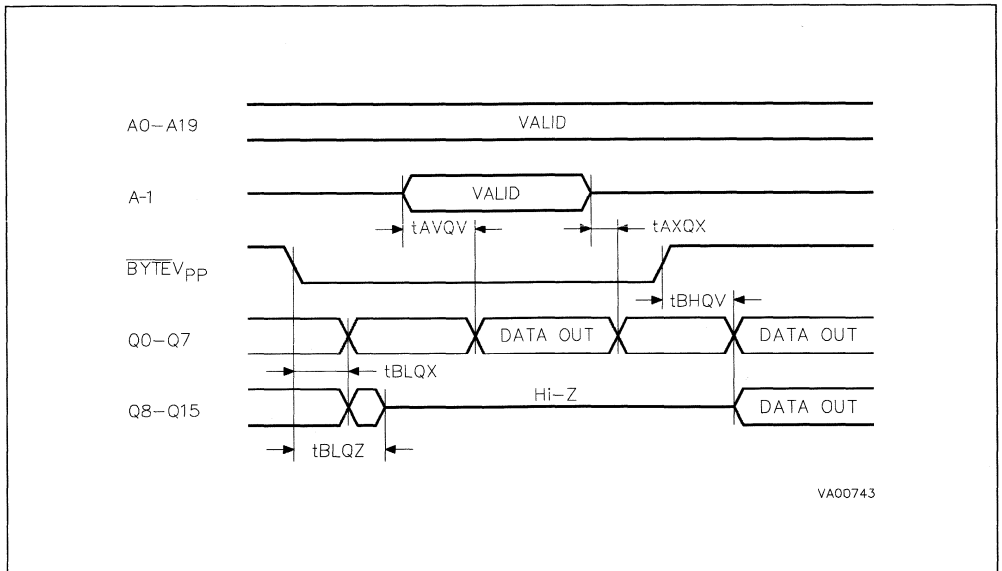 A0-A19 VALID
A-1 VALID
tAVQV tAXQX
BYTEVPP
tBHQV
Q0-Q7 DATA OUT DATA OUT
tBLQX
Q8-Q15 Hi-Z DATA OUT
tBLQZ
VA00743